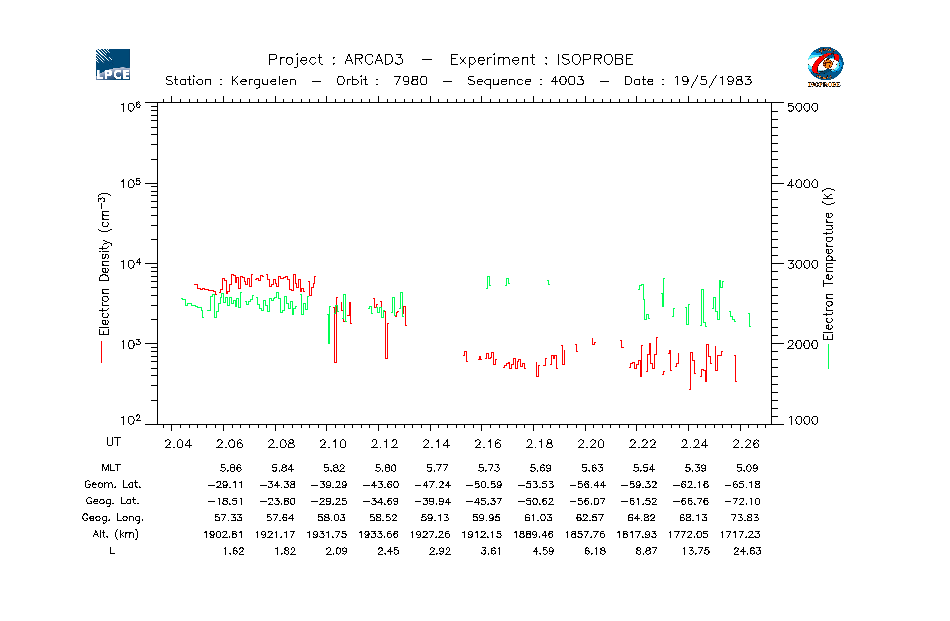 LPCE
Project : ARCAD3 — Experiment : ISOPROBE
Station : Kerguelen — Orbit : 7980 — Sequence : 4003 — Date : 19/5/1983
ISOPROBE
10⁶ 5000
10⁵ 4000
10⁴ 3000
10³ 2000
10² 1000
Electron Density (cm⁻³)
Electron Temperature (K)
UT 2.04 2.06 2.08 2.10 2.12 2.14 2.16 2.18 2.20 2.22 2.24 2.26
MLT 5.86 5.84 5.82 5.80 5.77 5.73 5.69 5.63 5.54 5.39 5.09
Geom. Lat. −29.11 −34.38 −39.29 −43.60 −47.24 −50.59 −53.53 −56.44 −59.32 −62.16 −65.18
Geog. Lat. −18.51 −23.80 −29.25 −34.69 −39.94 −45.37 −50.62 −56.07 −61.52 −66.76 −72.10
Geog. Long. 57.33 57.64 58.03 58.52 59.13 59.95 61.03 62.57 64.82 68.13 73.83
Alt. (km) 1902.81 1921.17 1931.75 1933.66 1927.26 1912.15 1889.46 1857.76 1817.93 1772.05 1717.23
L 1.62 1.82 2.09 2.45 2.92 3.61 4.59 6.18 8.87 13.75 24.63